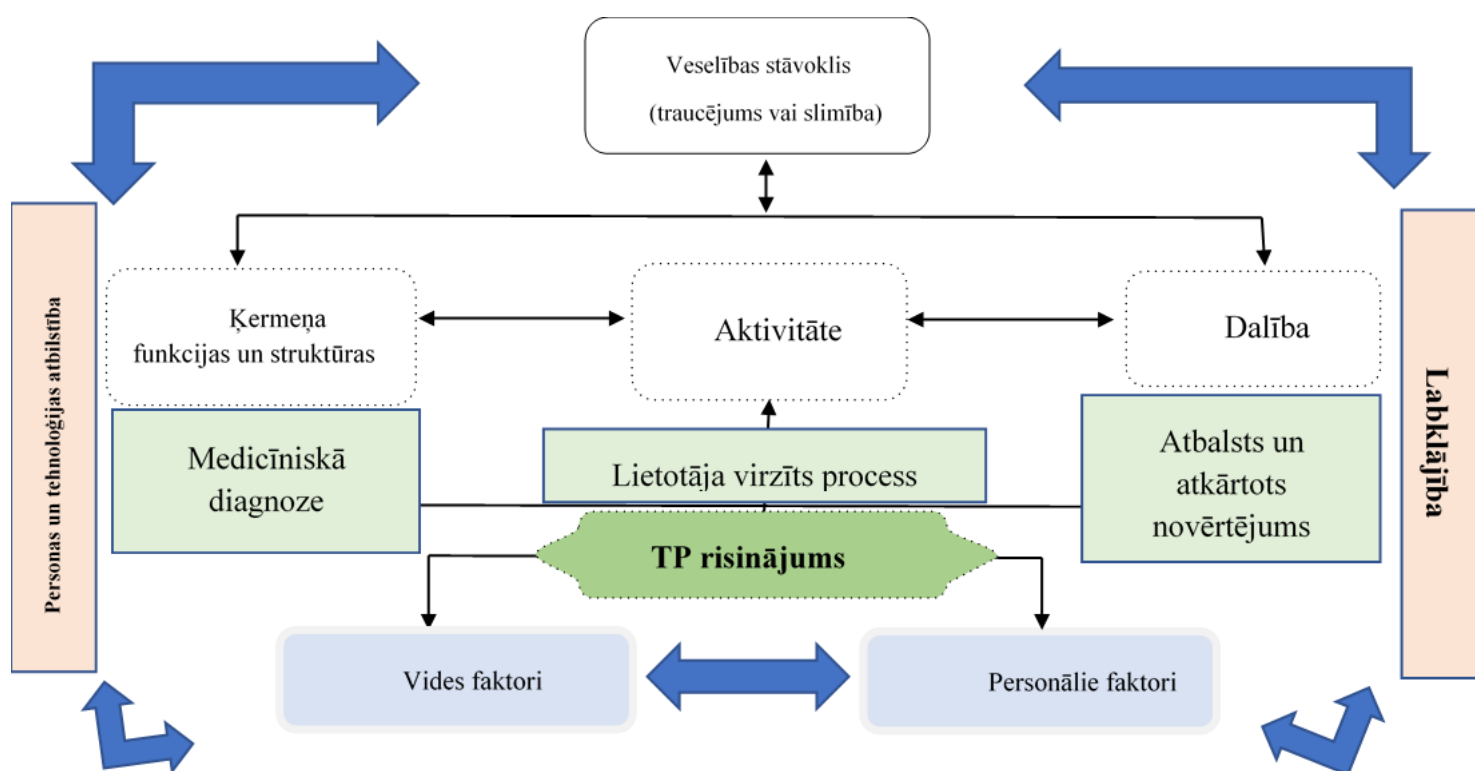 Veselības stāvoklis
(traucējums vai slimība)
Personas un tehnoloģijas atbilstība
Ķermeņa
funkcijas un struktūras
Aktivitāte
Dalība
Labklājība
Medicīniskā
diagnoze
Lietotāja virzīts process
Atbalsts un
atkārtots
novērtējums
TP risinājums
Vides faktori
Personālie faktori